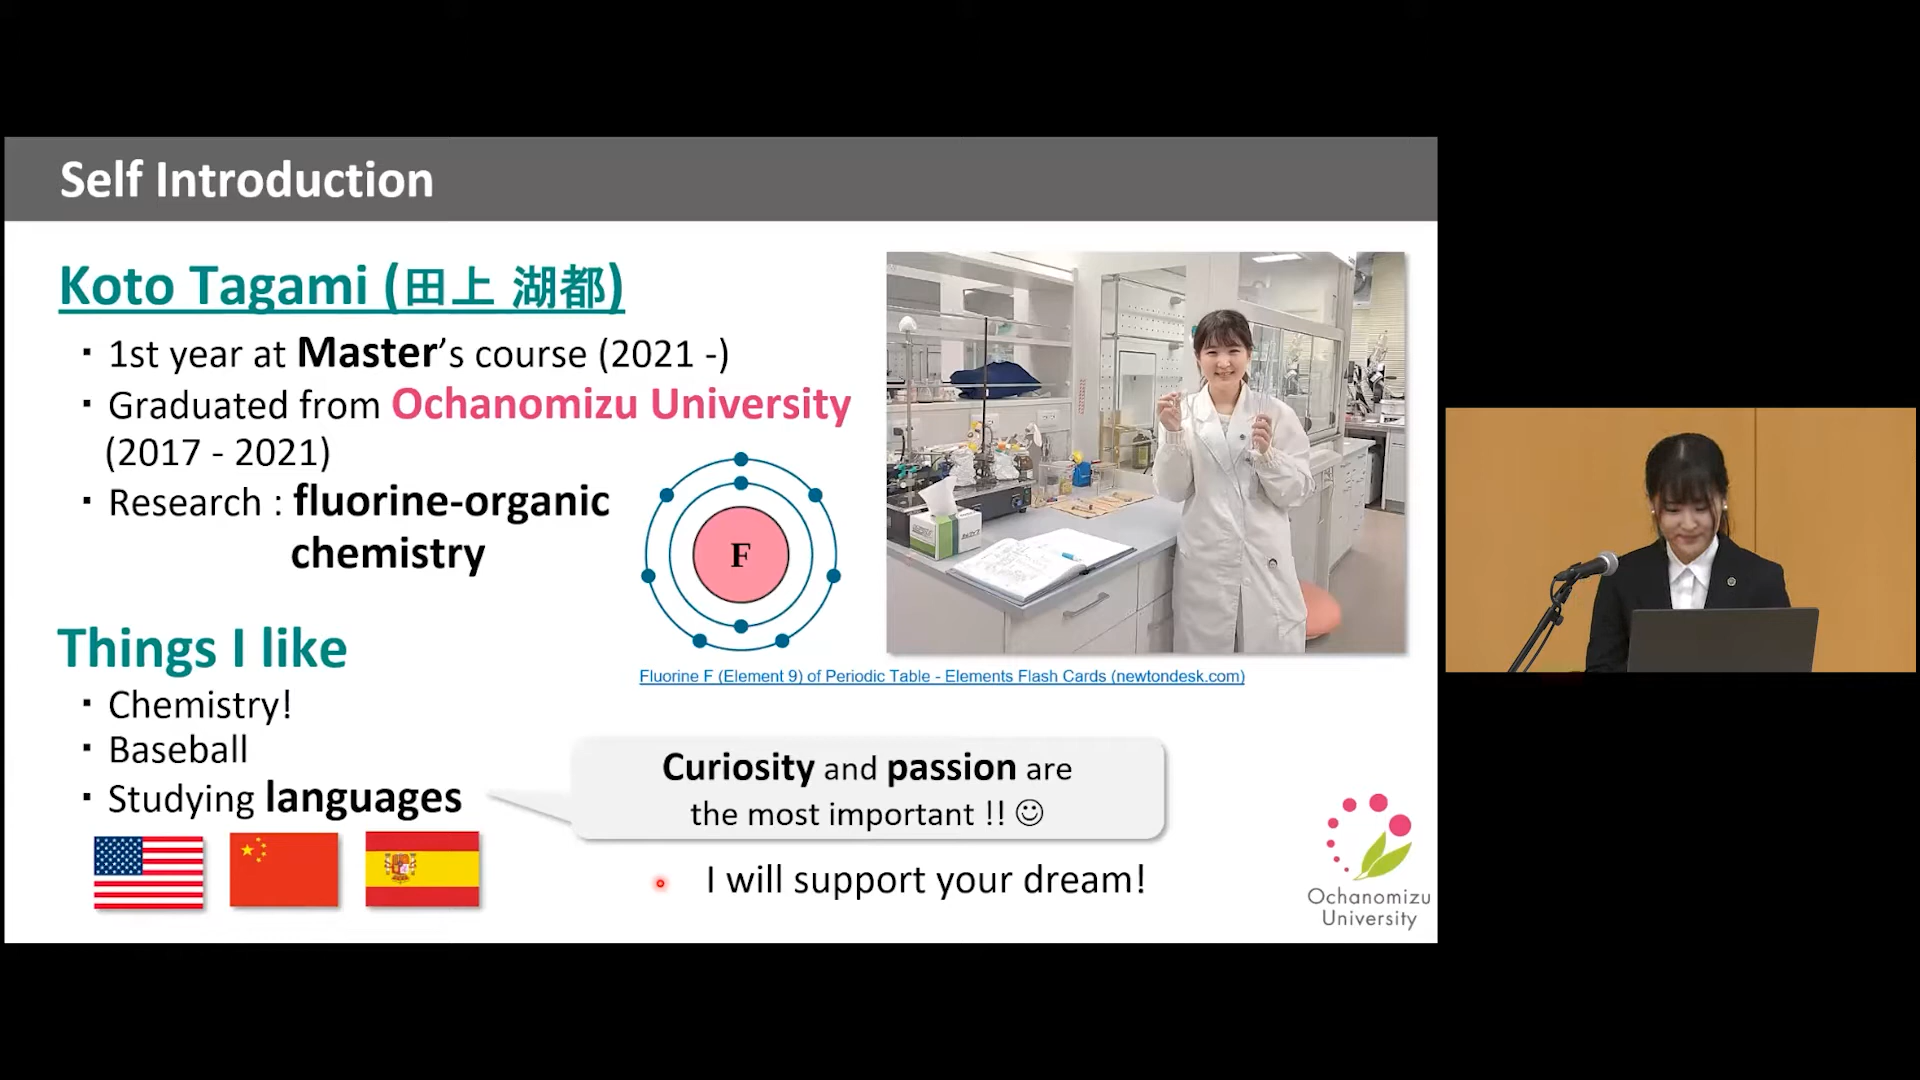 Self Introduction
Koto Tagami (田上 湖都)
・1st year at Master’s course (2021 -)
・Graduated from Ochanomizu University
(2017 - 2021)
・Research : fluorine-organic
chemistry
F
Fluorine F (Element 9) of Periodic Table - Elements Flash Cards (newtondesk.com)
Things I like
・Chemistry!
・Baseball
・Studying languages
Curiosity and passion are
the most important !! ☺
I will support your dream!
Ochanomizu
University